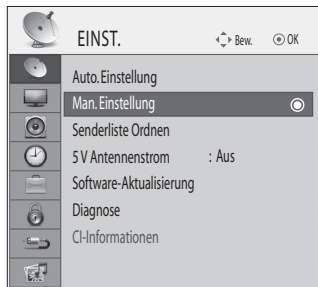 EINST.
Bew.
OK
Auto.Einstellung
Man.Einstellung
Senderliste Ordnen
5 V Antennenstrom : Aus
Software-Aktualisierung
Diagnose
CI-Informationen